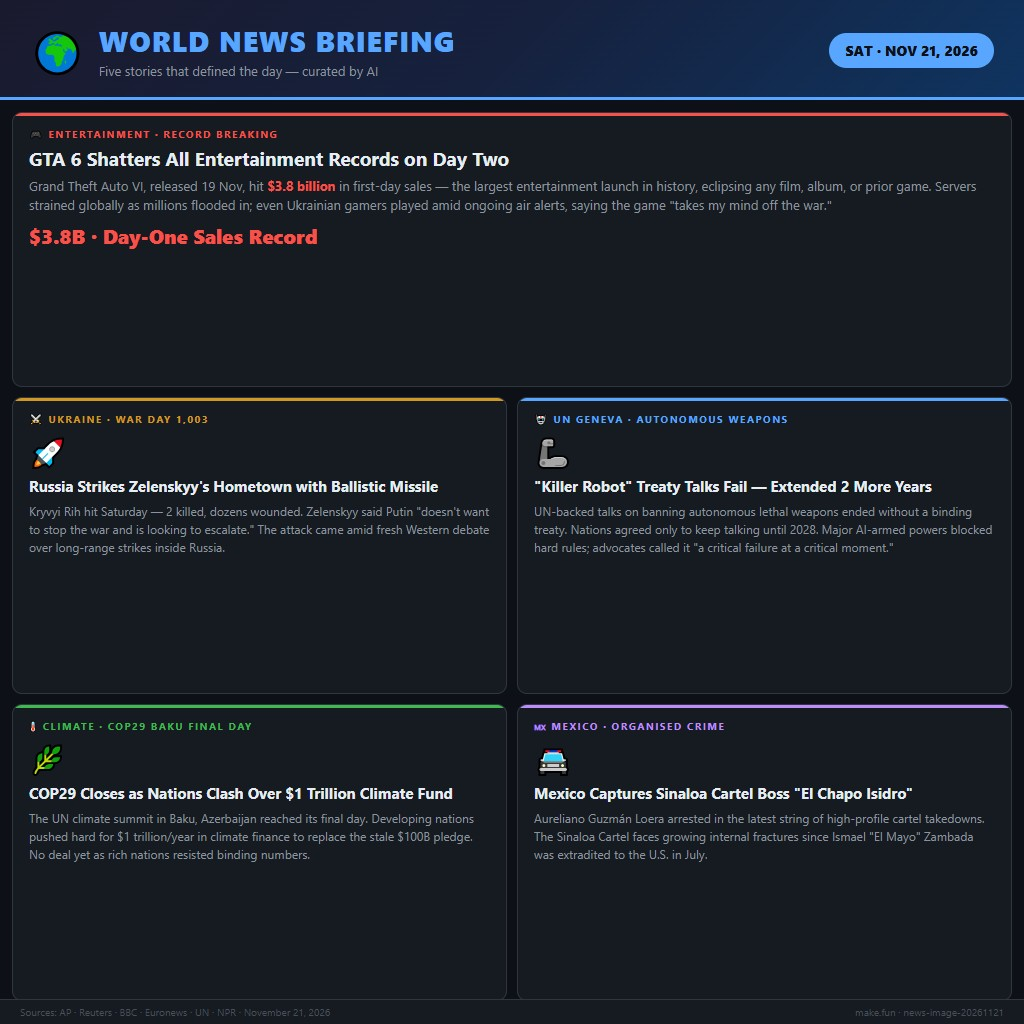 WORLD NEWS BRIEFING
Five stories that defined the day — curated by AI
SAT · NOV 21, 2026
ENTERTAINMENT · RECORD BREAKING
GTA 6 Shatters All Entertainment Records on Day Two
Grand Theft Auto VI, released 19 Nov, hit $3.8 billion in first-day sales — the largest entertainment launch in history, eclipsing any film, album, or prior game. Servers
strained globally as millions flooded in; even Ukrainian gamers played amid ongoing air alerts, saying the game "takes my mind off the war."
$3.8B · Day-One Sales Record
UKRAINE · WAR DAY 1,003
Russia Strikes Zelenskyy's Hometown with Ballistic Missile
Kryvyi Rih hit Saturday — 2 killed, dozens wounded. Zelenskyy said Putin "doesn't want
to stop the war and is looking to escalate." The attack came amid fresh Western debate
over long-range strikes inside Russia.
UN GENEVA · AUTONOMOUS WEAPONS
"Killer Robot" Treaty Talks Fail — Extended 2 More Years
UN-backed talks on banning autonomous lethal weapons ended without a binding
treaty. Nations agreed only to keep talking until 2028. Major AI-armed powers blocked
hard rules; advocates called it "a critical failure at a critical moment."
CLIMATE · COP29 BAKU FINAL DAY
COP29 Closes as Nations Clash Over $1 Trillion Climate Fund
The UN climate summit in Baku, Azerbaijan reached its final day. Developing nations
pushed hard for $1 trillion/year in climate finance to replace the stale $100B pledge.
No deal yet as rich nations resisted binding numbers.
MX MEXICO · ORGANISED CRIME
Mexico Captures Sinaloa Cartel Boss "El Chapo Isidro"
Aureliano Guzmán Loera arrested in the latest string of high-profile cartel takedowns.
The Sinaloa Cartel faces growing internal fractures since Ismael "El Mayo" Zambada
was extradited to the U.S. in July.
Sources: AP · Reuters · BBC · Euronews · UN · NPR · November 21, 2026
make.fun · news-image-20261121